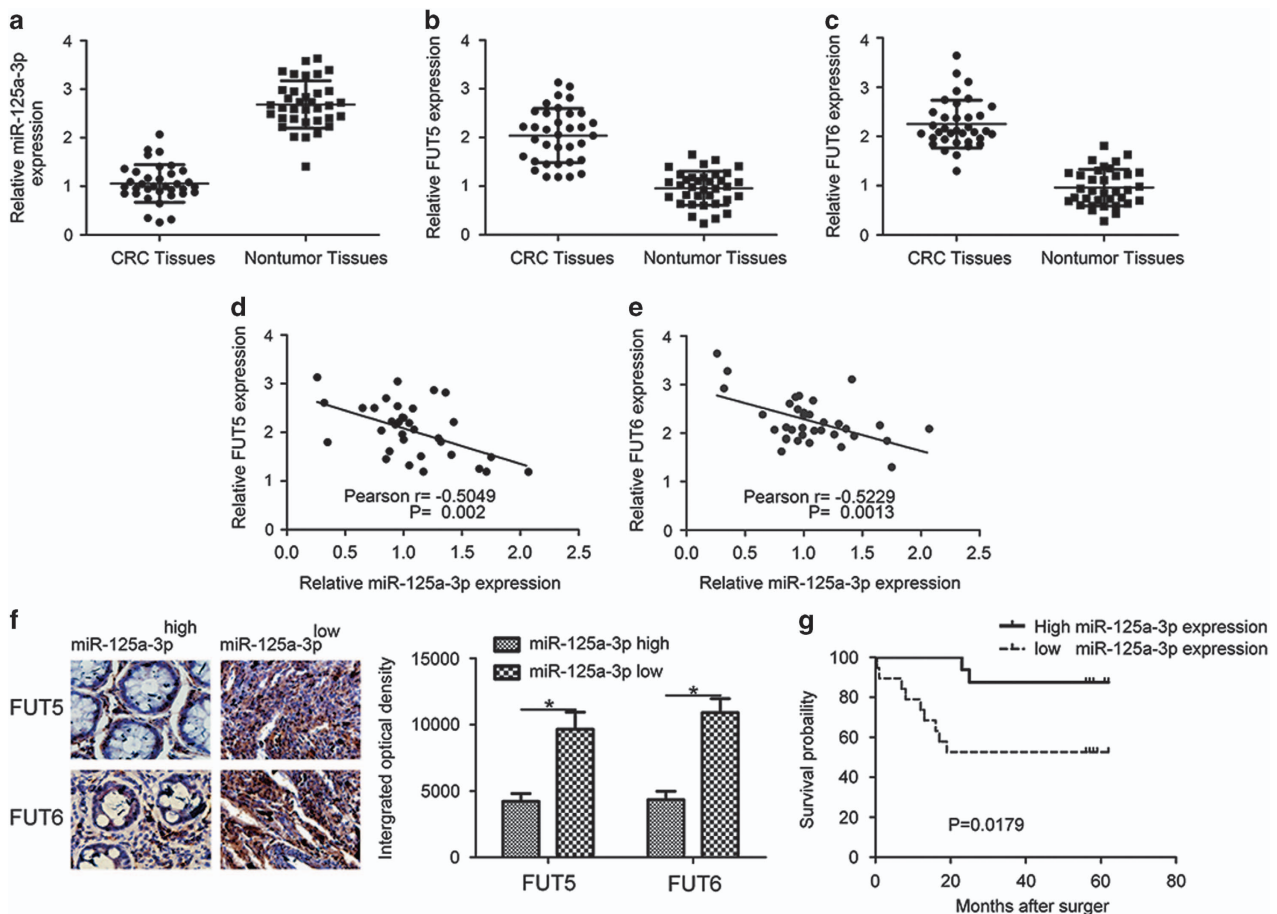 a
Relative miR-125a-3p
expression
4
3
2
1
0
CRC Tissues
Nontumor Tissues
b
Relative FUT5 expression
4
3
2
1
0
CRC Tissues
Nontumor Tissues
c
Relative FUT6 expression
4
3
2
1
0
CRC Tissues
Nontumor Tissues
d
Relative FUT5 expression
4
3
2
1
0
Pearson r= -0.5049
P= 0.002
0.0 0.5 1.0 1.5 2.0 2.5
Relative miR-125a-3p expression
e
Relative FUT6 expression
4
3
2
1
0
Pearson r= -0.5229
P= 0.0013
0.0 0.5 1.0 1.5 2.0 2.5
Relative miR-125a-3p expression
f
miR-125a-3p high
miR-125a-3p low
FUT5
FUT6
miR-125a-3p high
miR-125a-3p low
Intergrated optical density
15000
10000
5000
0
*
*
FUT5
FUT6
g
High miR-125a-3p expression
low miR-125a-3p expression
Survival probaility
100
80
60
40
20
0
P=0.0179
0 20 40 60 80
Months after surger